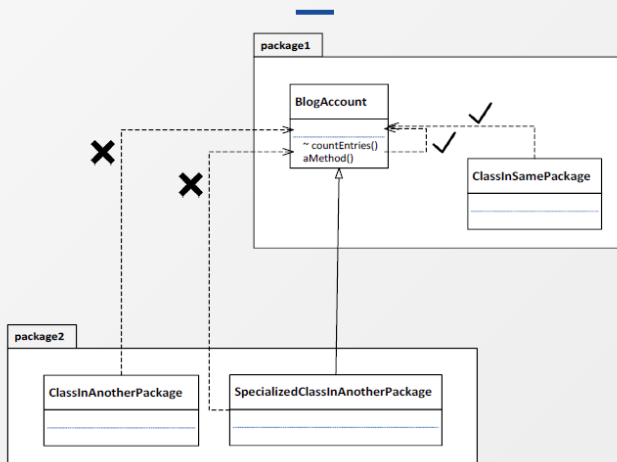 package1
BlogAccount
~ countEntries()
aMethod()
ClassInSamePackage
package2
ClassInAnotherPackage
SpecializedClassInAnotherPackage